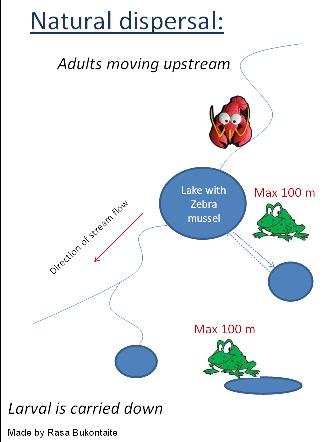 Natural dispersal:
Adults moving upstream
Lake with
Zebra
mussel
Max 100 m
Direction of stream flow
Max 100 m
Larval is carried down
Made by Rasa Bukontaite